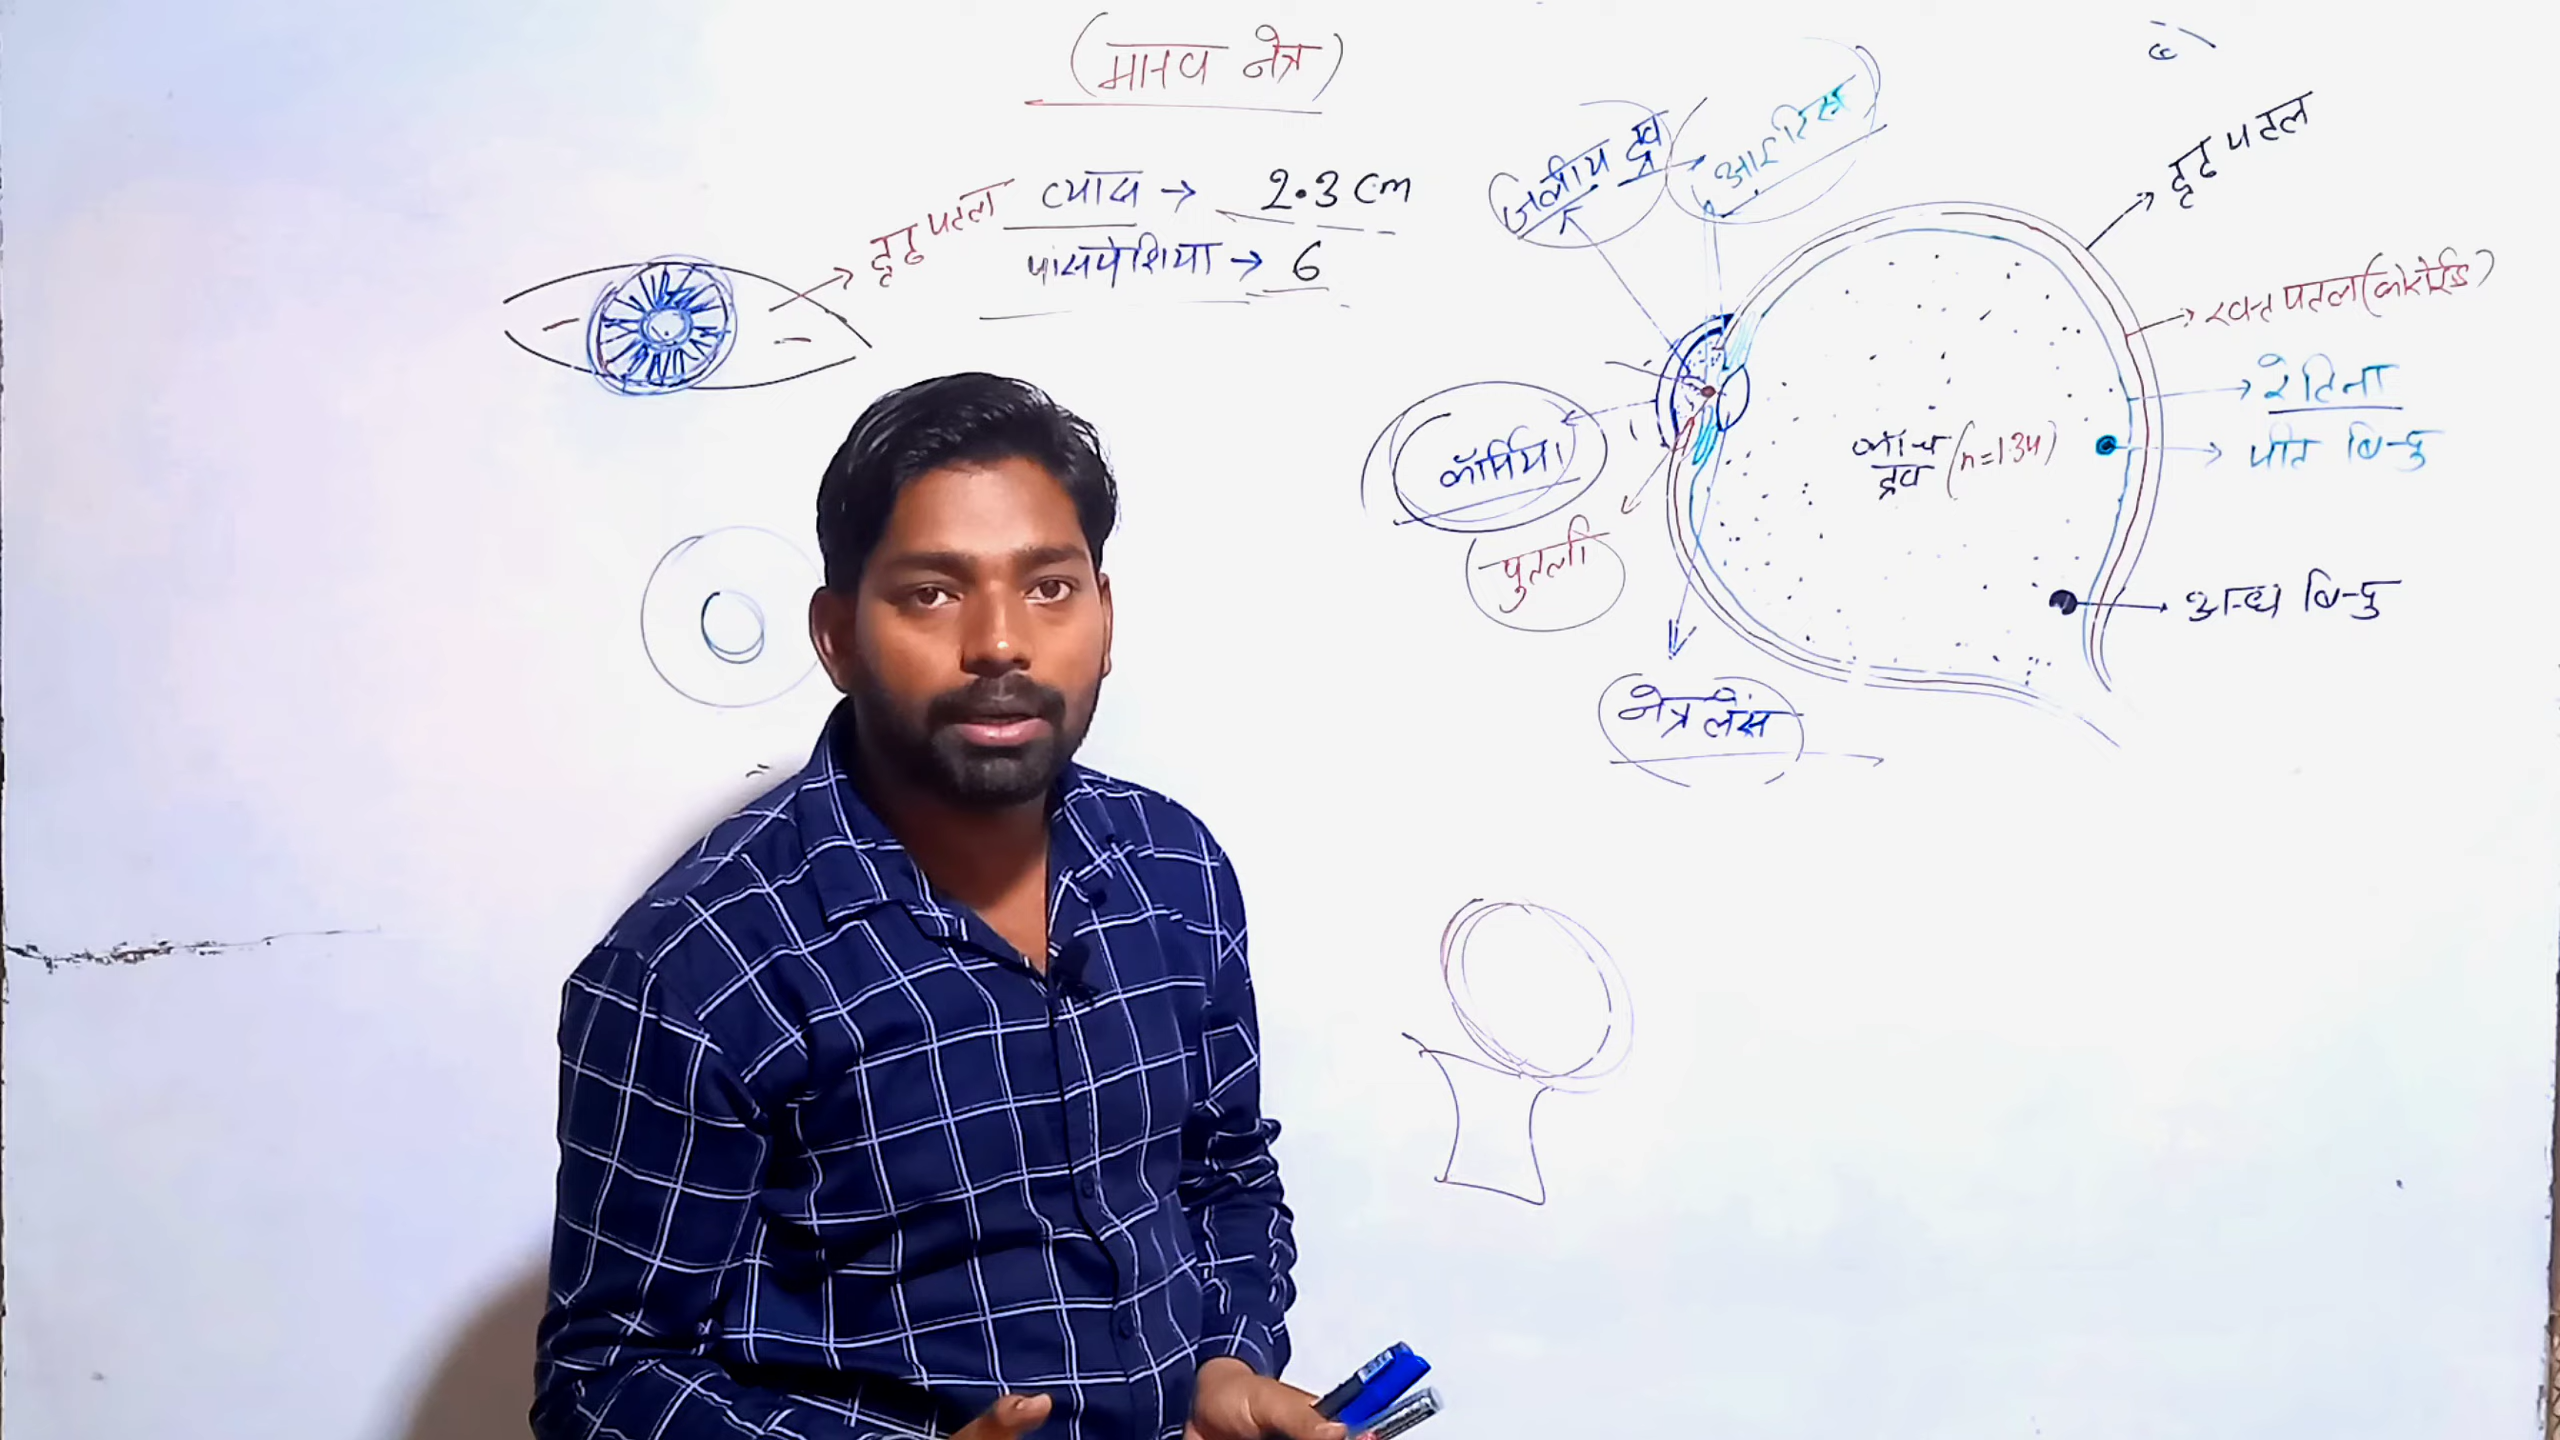 (मानव नेत्र)
व्यास → 2.3 cm
मांसपेशिया → 6
दृढ़ पटल
जलीय द्रव
आइरिस
दृढ़ पटल
रक्त पटल (कोरोइड)
रेटिना
पीत बिन्दु
काँच द्रव (n=1.34)
कॉर्निया
पुतली
अन्ध बिन्दु
नेत्र लेंस